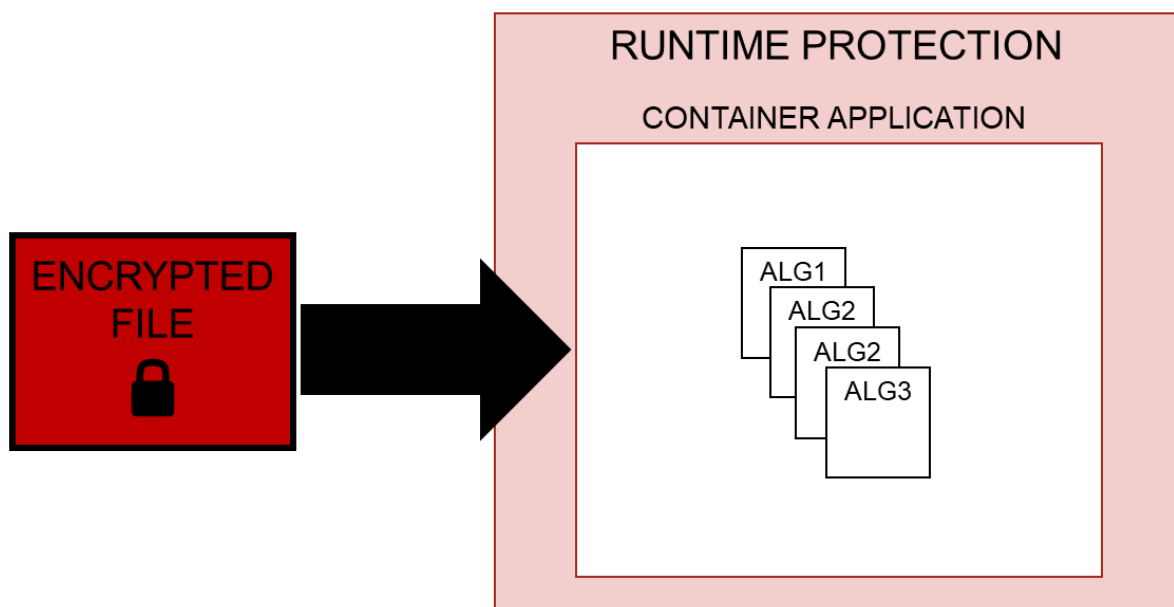 RUNTIME PROTECTION
CONTAINER APPLICATION
ENCRYPTED
FILE
ALG1
ALG2
ALG2
ALG3